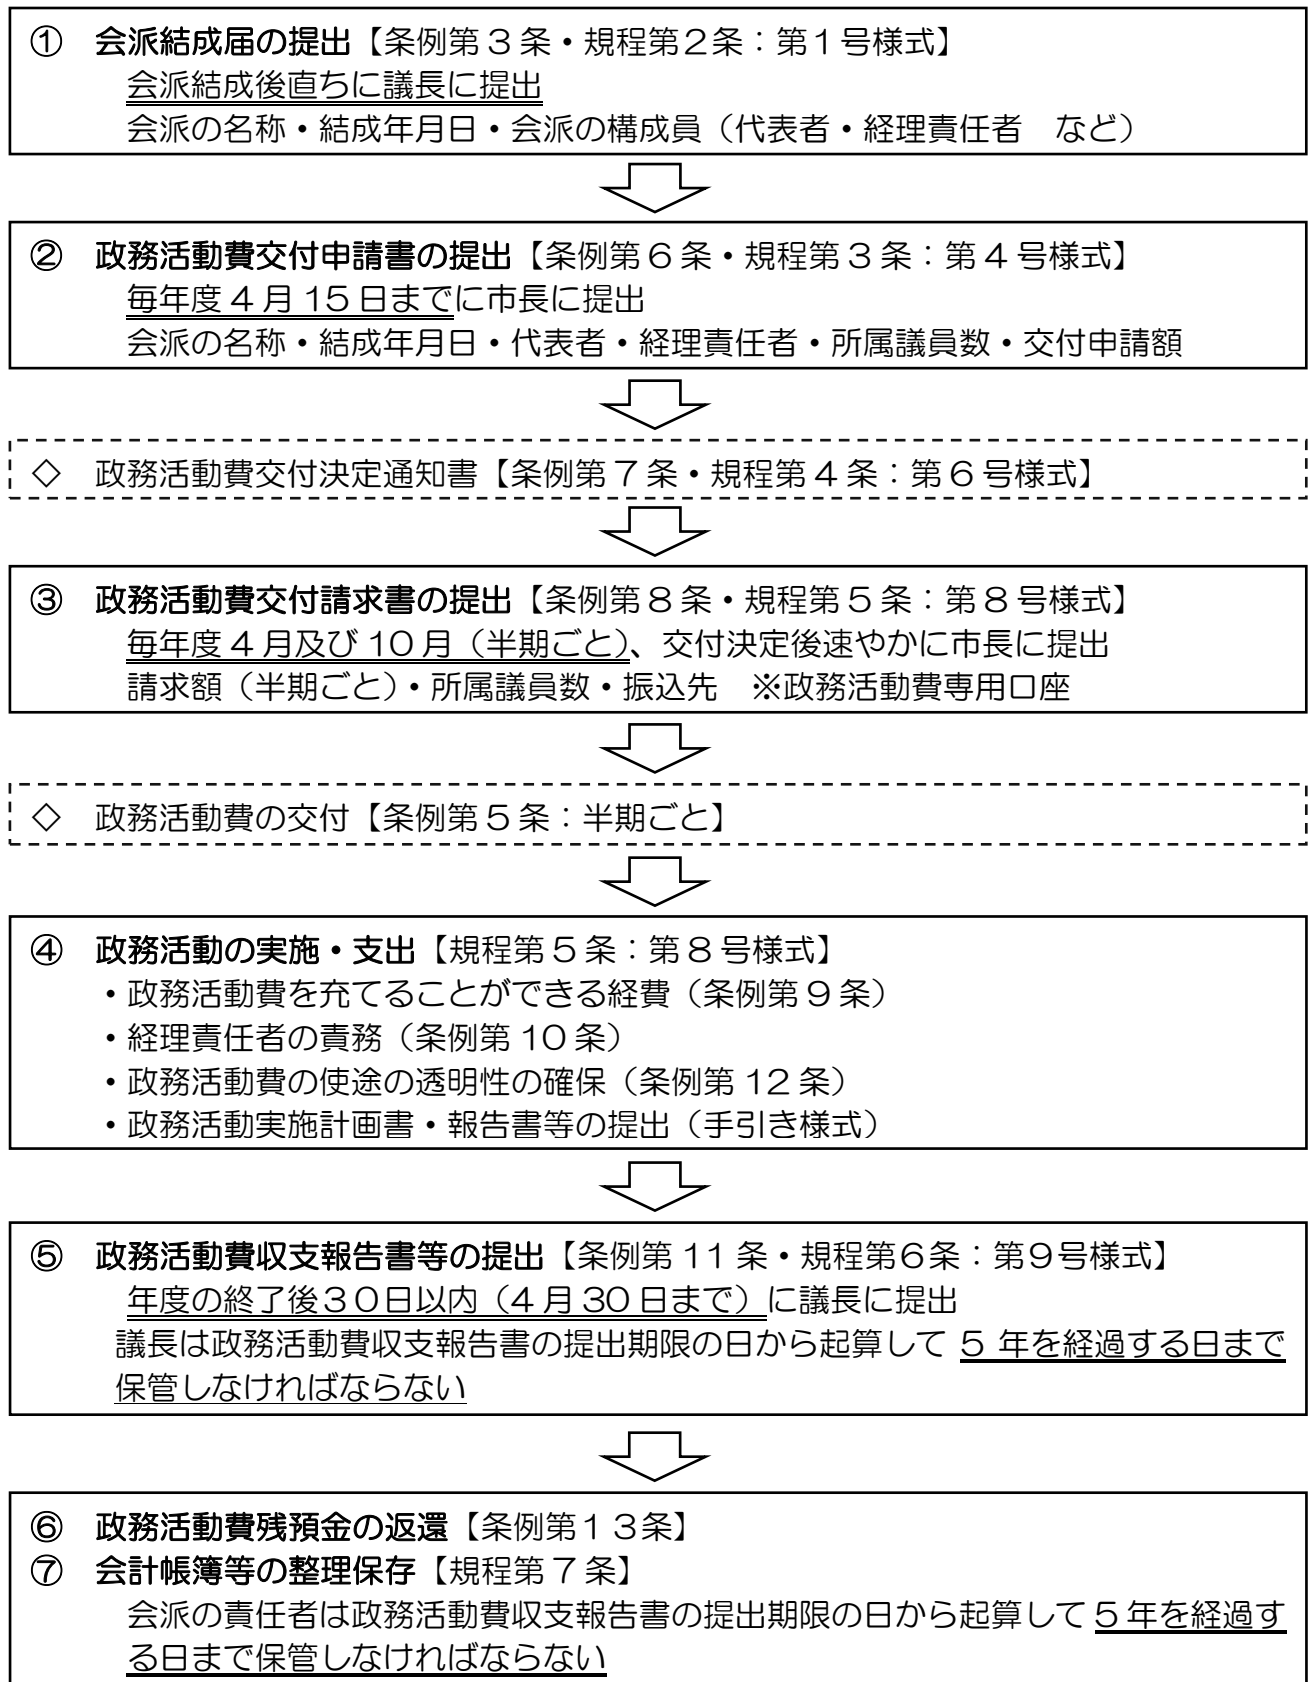 ① 会派結成届の提出【条例第3条・規程第2条:第1号様式】
会派結成後直ちに議長に提出
会派の名称・結成年月日・会派の構成員(代表者・経理責任者 など)
② 政務活動費交付申請書の提出【条例第6条・規程第3条:第4号様式】
毎年度4月15日までに市長に提出
会派の名称・結成年月日・代表者・経理責任者・所属議員数・交付申請額
◇ 政務活動費交付決定通知書【条例第7条・規程第4条:第6号様式】
③ 政務活動費交付請求書の提出【条例第8条・規程第5条:第8号様式】
毎年度4月及び10月(半期ごと)、交付決定後速やかに市長に提出
請求額(半期ごと)・所属議員数・振込先 ※政務活動費専用口座
◇ 政務活動費の交付【条例第5条:半期ごと】
④ 政務活動の実施・支出【規程第5条:第8号様式】
・政務活動費を充てることができる経費(条例第9条)
・経理責任者の責務(条例第10条)
・政務活動費の使途の透明性の確保(条例第12条)
・政務活動実施計画書・報告書等の提出(手引き様式)
⑤ 政務活動費収支報告書等の提出【条例第11条・規程第6条:第9号様式】
年度の終了後30日以内(4月30日まで)に議長に提出
議長は政務活動費収支報告書の提出期限の日から起算して 5 年を経過する日まで
保管しなければならない
⑥ 政務活動費残預金の返還【条例第13条】
⑦ 会計帳簿等の整理保存【規程第7条】
会派の責任者は政務活動費収支報告書の提出期限の日から起算して5年を経過す
る日まで保管しなければならない